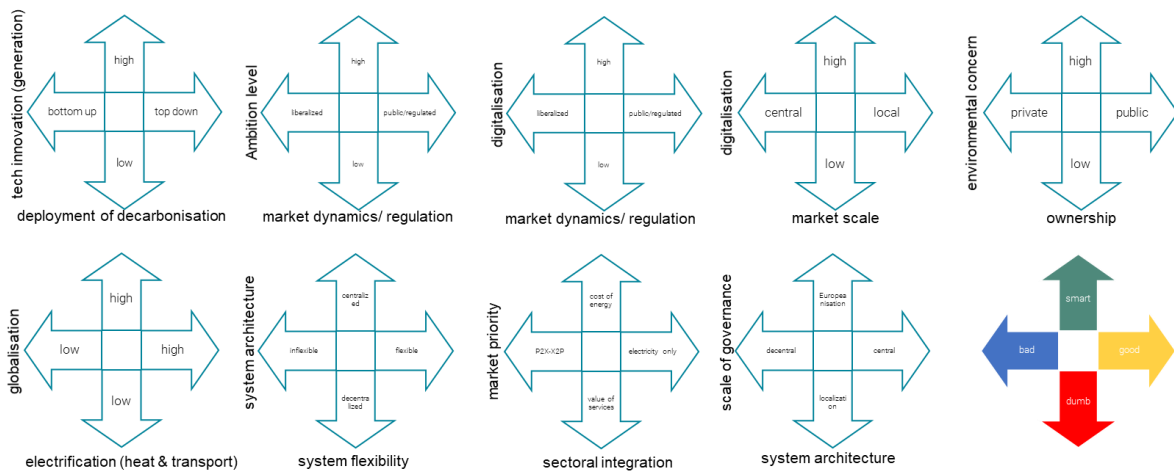 tech innovation (generation)
high
bottom up
top down
low
deployment of decarbonisation
Ambition level
high
liberalized
public/regulated
low
market dynamics/ regulation
digitalisation
high
liberalized
public/regulated
low
market dynamics/ regulation
digitalisation
high
central
local
low
market scale
environmental concern
high
private
public
low
ownership
globalisation
high
low
high
low
electrification (heat & transport)
system architecture
centraliz
ed
inflexible
flexible
decentra
lized
system flexibility
market priority
cost of
energy
P2X-X2P
electricity only
value of
services
sectoral integration
scale of governance
Europea
nisation
decentral
central
localizati
on
system architecture
smart
bad
good
dumb